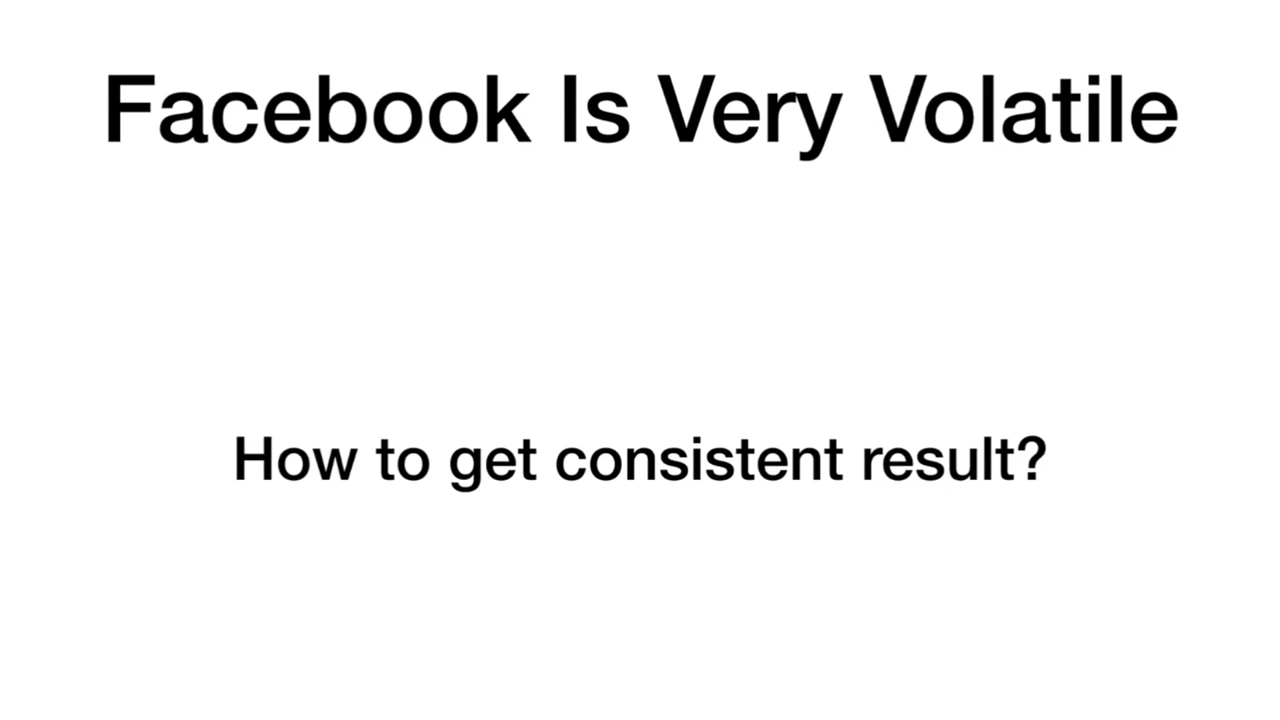 Facebook Is Very Volatile
How to get consistent result?